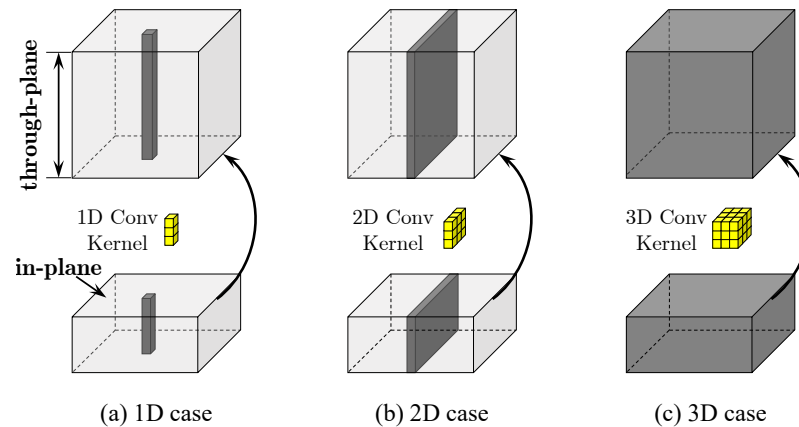 through-plane
1D Conv
Kernel
2D Conv
Kernel
3D Conv
Kernel
in-plane
(a) 1D case
(b) 2D case
(c) 3D case